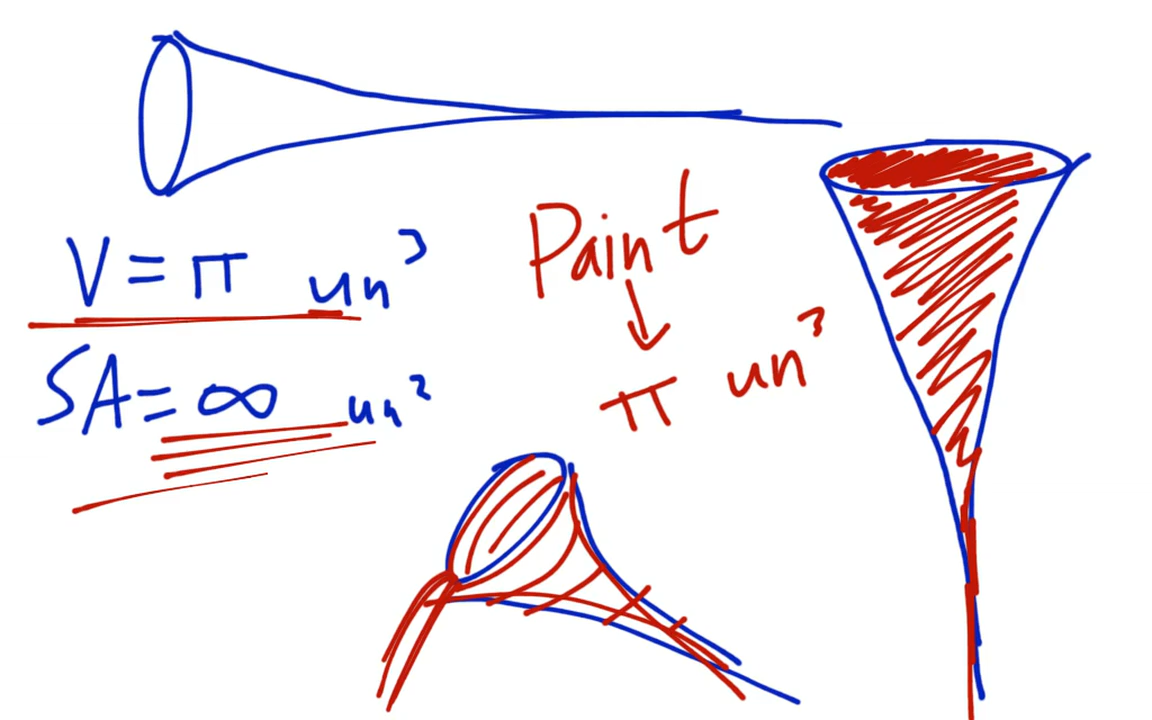 V = π un³
SA = ∞ un²
Paint
↓
π un³